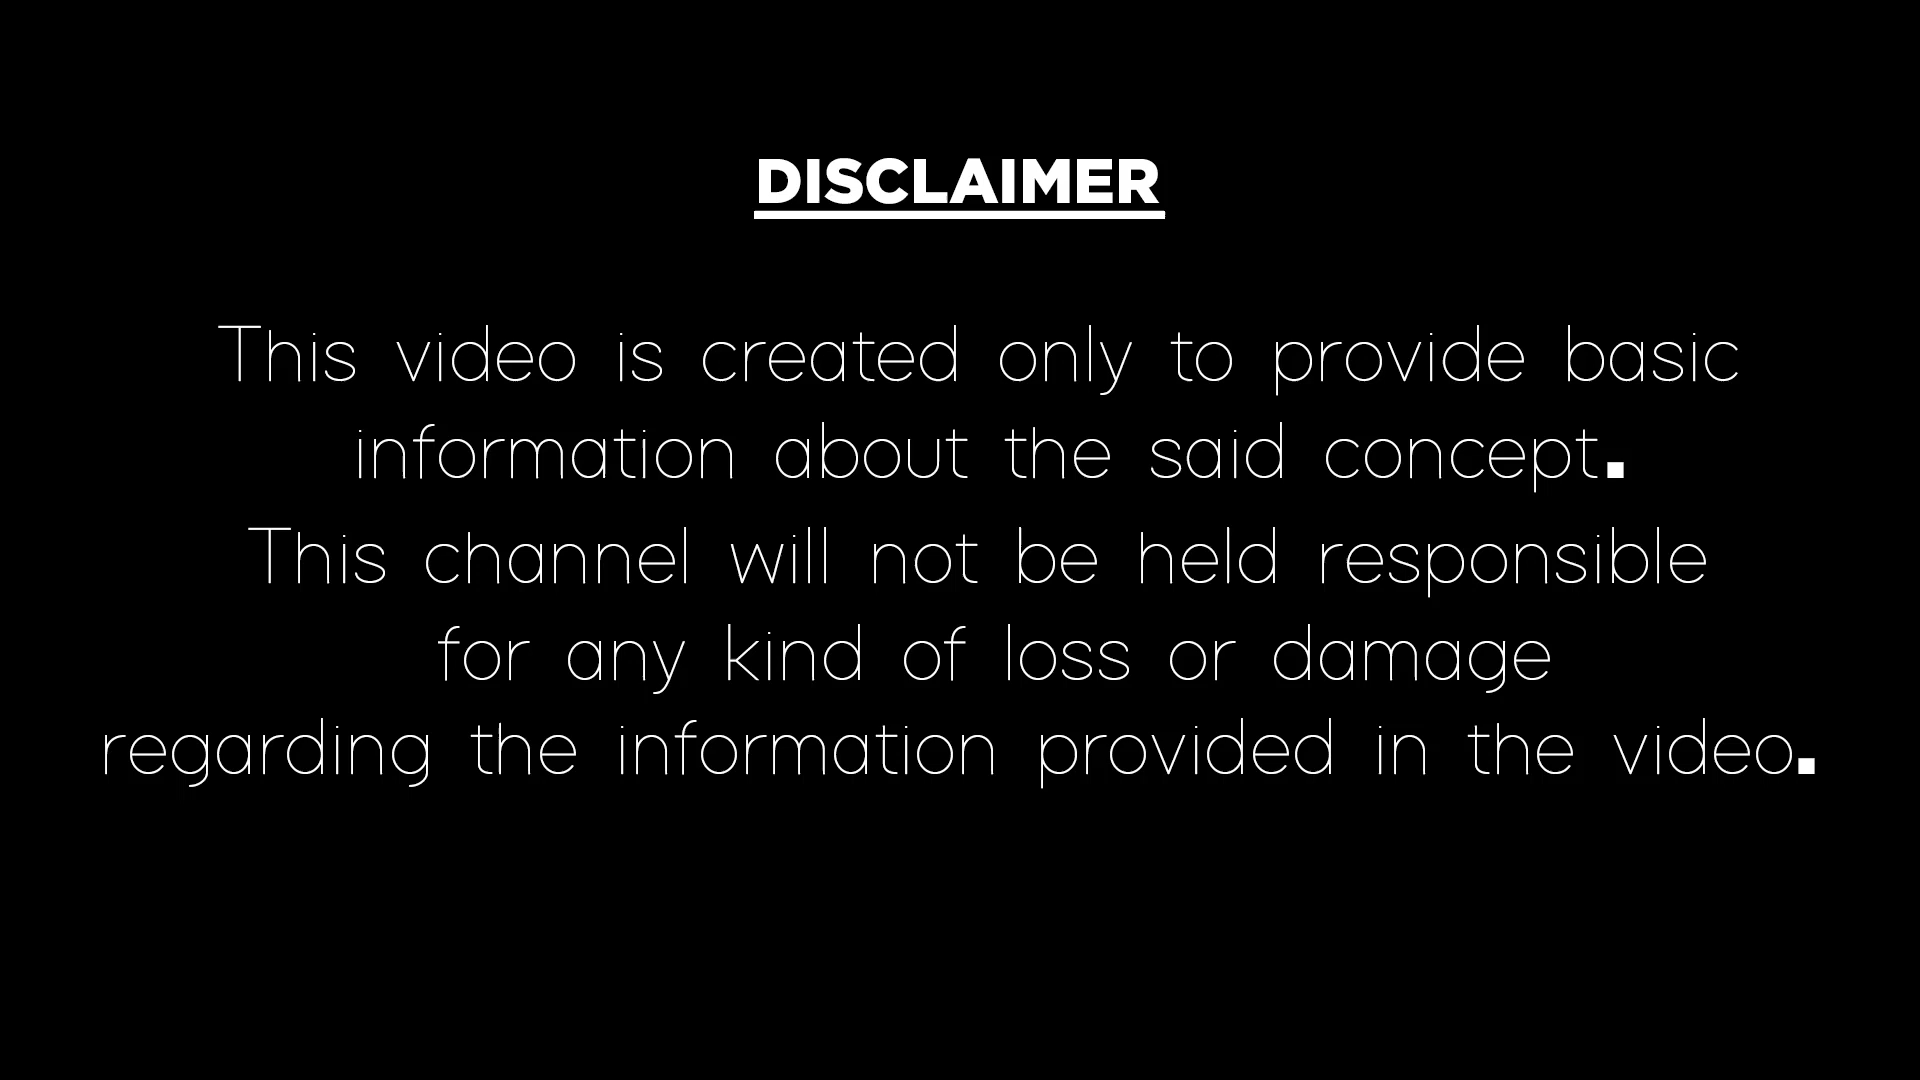 DISCLAIMER
This video is created only to provide basic
information about the said concept.
This channel will not be held responsible
for any kind of loss or damage
regarding the information provided in the video.